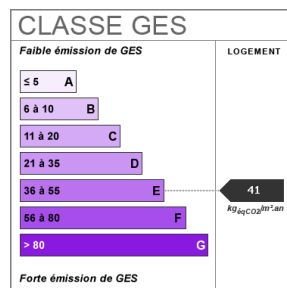 CLASSE GES
Faible émission de GES
LOGEMENT
≤ 5 A
6 à 10 B
11 à 20 C
21 à 35 D
36 à 55 E
41
kgéqCO2/m².an
56 à 80 F
> 80 G
Forte émission de GES